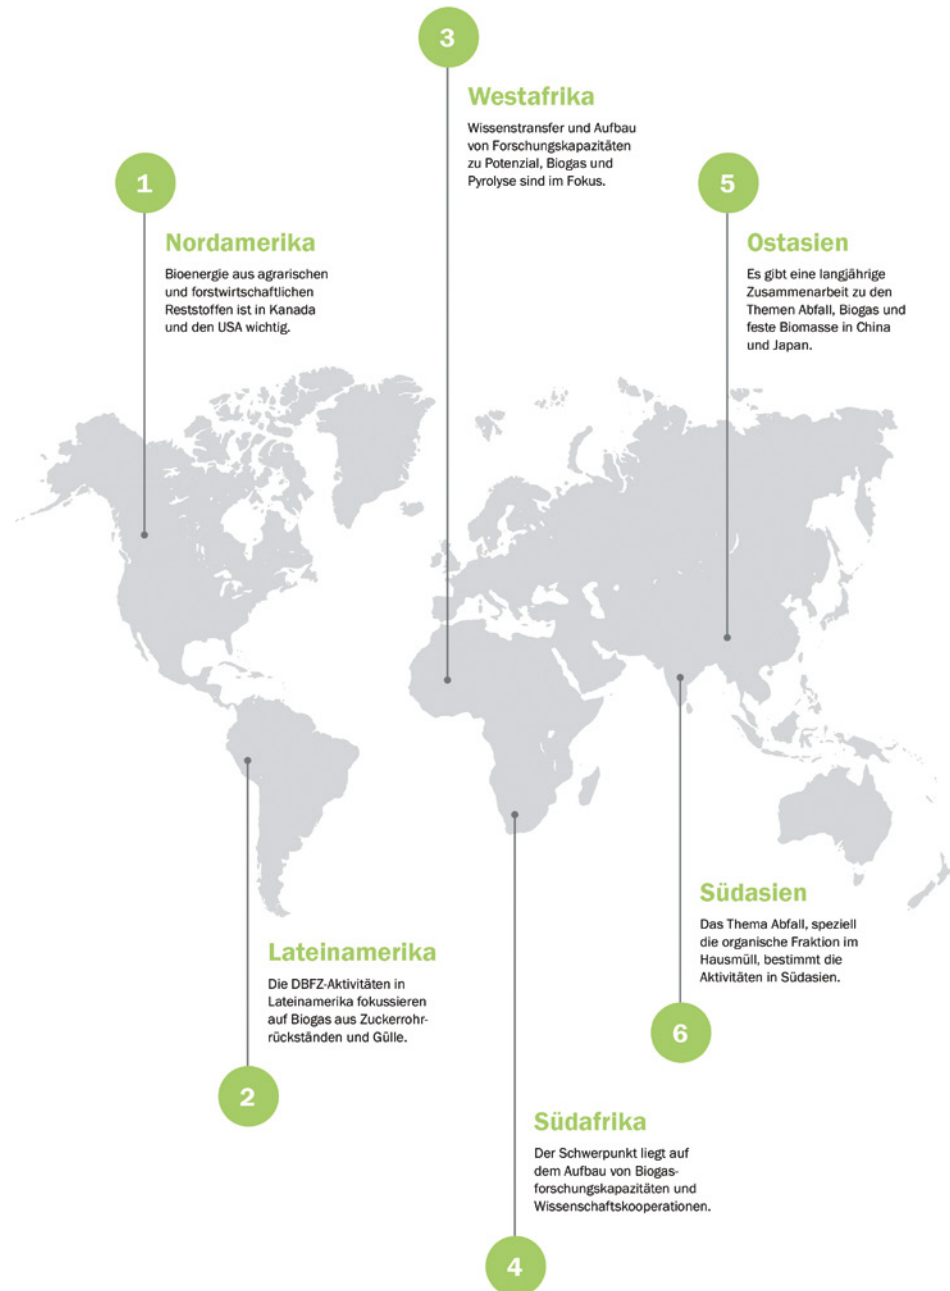 3
Westafrika
Wissenstransfer und Aufbau
von Forschungskapazitäten
zu Potenzial, Biogas und
Pyrolyse sind im Fokus.
1
Nordamerika
Bioenergie aus agrarischen
und forstwirtschaftlichen
Reststoffen ist in Kanada
und den USA wichtig.
5
Ostasien
Es gibt eine langjährige
Zusammenarbeit zu den
Themen Abfall, Biogas und
feste Biomasse in China
und Japan.
Südasien
Das Thema Abfall, speziell
die organische Fraktion im
Hausmüll, bestimmt die
Aktivitäten in Südasien.
6
Lateinamerika
Die DBFZ-Aktivitäten in
Lateinamerika fokussieren
auf Biogas aus Zuckerrohr-
rückständen und Gülle.
2
Südafrika
Der Schwerpunkt liegt auf
dem Aufbau von Biogas-
forschungskapazitäten und
Wissenschaftskooperationen.
4